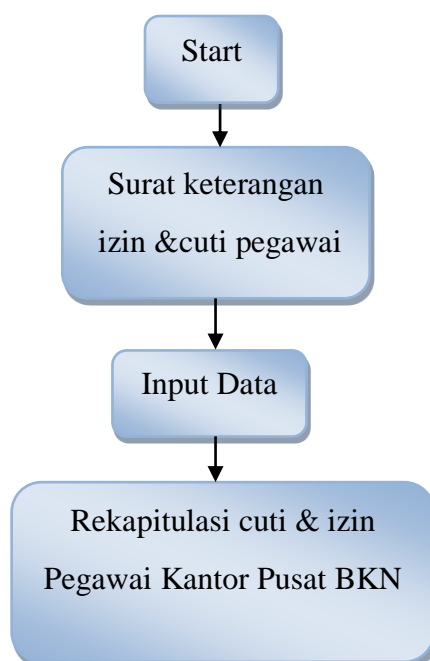 Start
Surat keterangan
izin &cuti pegawai
Input Data
Rekapitulasi cuti & izin
Pegawai Kantor Pusat BKN